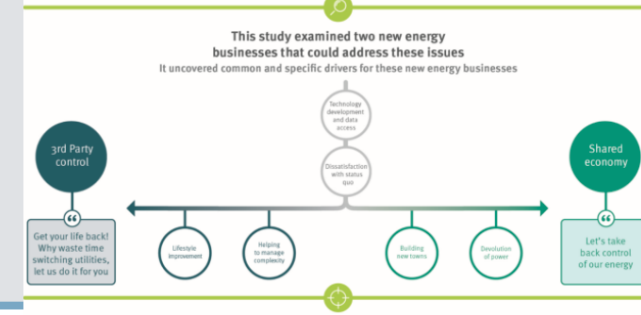 This study examined two new energy
businesses that could address these issues
It uncovered common and specific drivers for these new energy businesses
Technology
development
and data
access
3rd Party
control
Shared
economy
Dissatisfaction
with status
quo
“
Get your life back!
Why waste time
switching utilities,
let us do it for you
Lifestyle
improvement
Helping
to manage
complexity
Building
new towns
Devolution
of power
“
Let's take
back control
of our energy